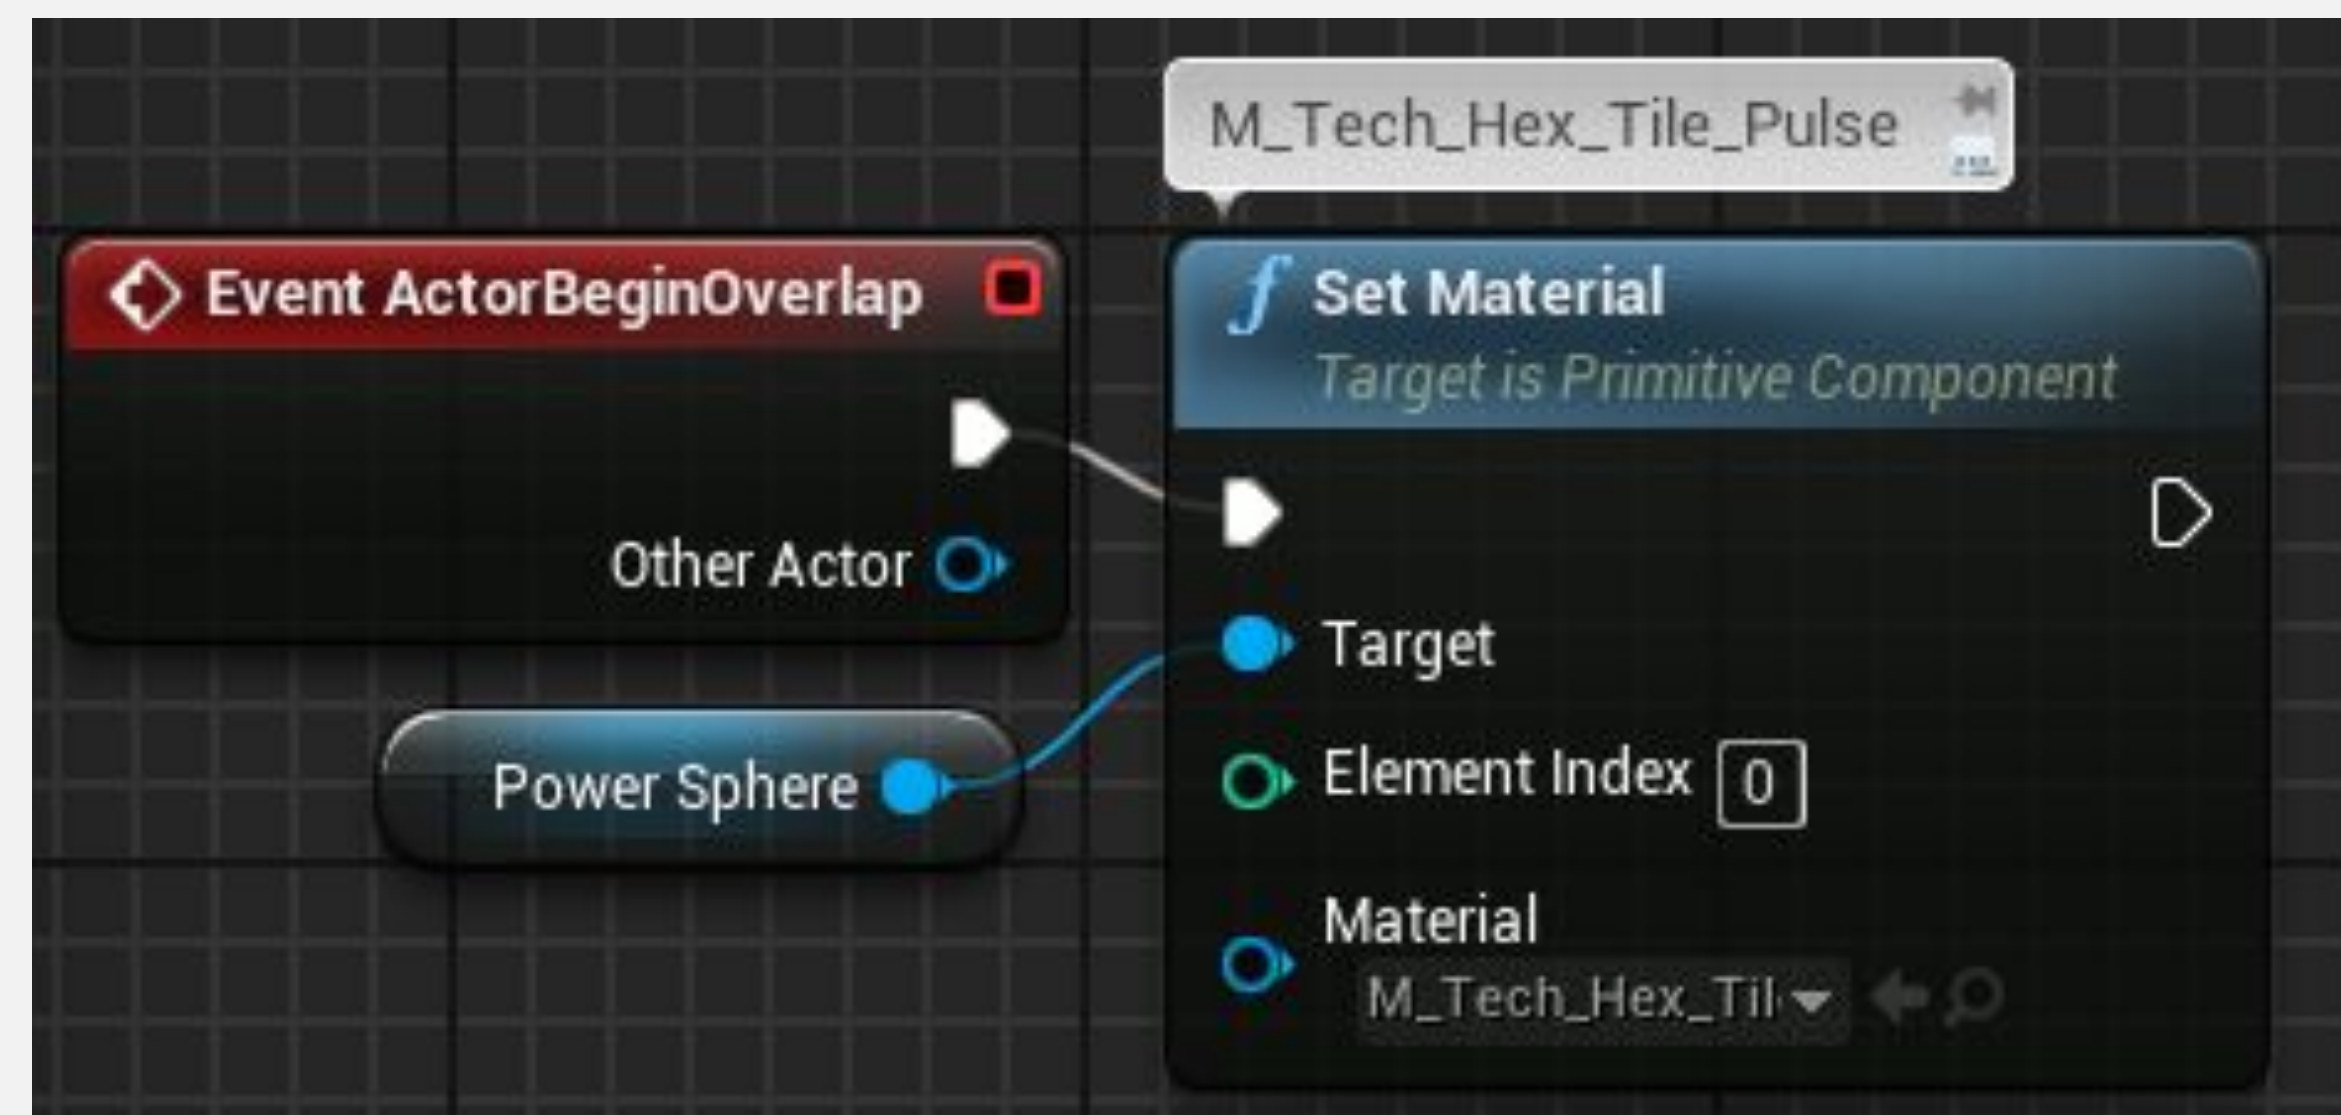 M_Tech_Hex_Tile_Pulse
Event ActorBeginOverlap
Set Material
Target is Primitive Component
Other Actor
Target
Power Sphere
Element Index 0
Material
M_Tech_Hex_Til